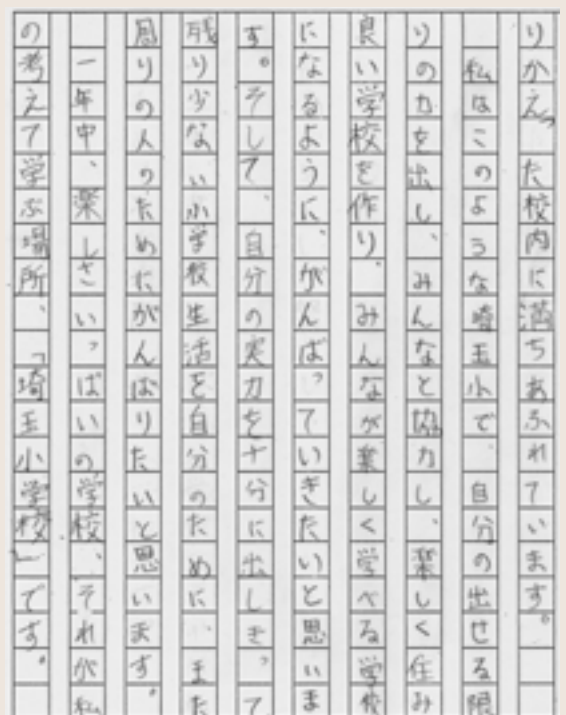 りかえった校内に満ちあふれています。
私はこのような埼玉小で、自分の出せる限
りの力を出し、みんなと協力し、楽しく住み
良い学校を作り、みんなが楽しく学べる学校
になるように、がんばっていきたいと思いま
す。そして、自分の実力を十分に出しきって
残り少ない小学校生活を自分のために、また
周りの人のためにがんばりたいと思います。
一年中、楽しさいっぱいの学校、それが私
の考えて学ぶ場所、「埼玉小学校」です。